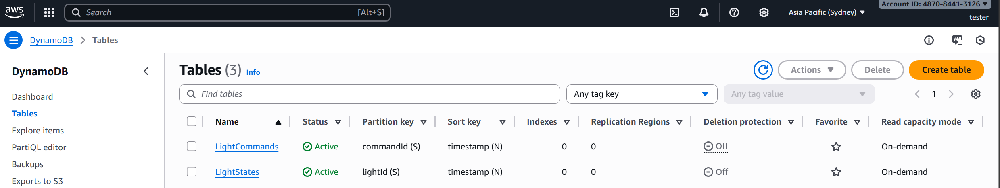 aws
Search [Alt+S]
Asia Pacific (Sydney)
Account ID: 4870-8441-3126
tester
DynamoDB > Tables
DynamoDB
Dashboard
Tables
Explore items
PartiQL editor
Backups
Exports to S3
Tables (3) Info
Actions
Delete
Create table
Find tables
Any tag key
Any tag value
1
Name Status Partition key Sort key Indexes Replication Regions Deletion protection Favorite Read capacity mode
LightCommands Active commandId (S) timestamp (N) 0 0 Off On-demand
LightStates Active lightId (S) timestamp (N) 0 0 Off On-demand